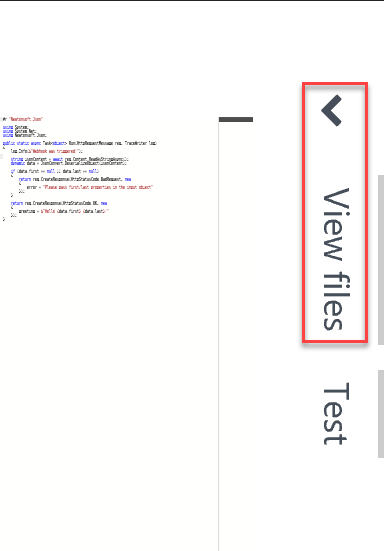 #r "Newtonsoft.Json"
using System;
using System.Net;
using Newtonsoft.Json;
public static async Task<object> Run(HttpRequestMessage req, TraceWriter log)
{
log.Info($"Webhook was triggered!");
string jsonContent = await req.Content.ReadAsStringAsync();
dynamic data = JsonConvert.DeserializeObject(jsonContent);
if (data.first == null || data.last == null)
{
return req.CreateResponse(HttpStatusCode.BadRequest, new
{
error = "Please pass first/last properties in the input object"
});
}
return req.CreateResponse(HttpStatusCode.OK, new
{
greeting = $"Hello {data.first} {data.last}!"
});
}
View files
Test